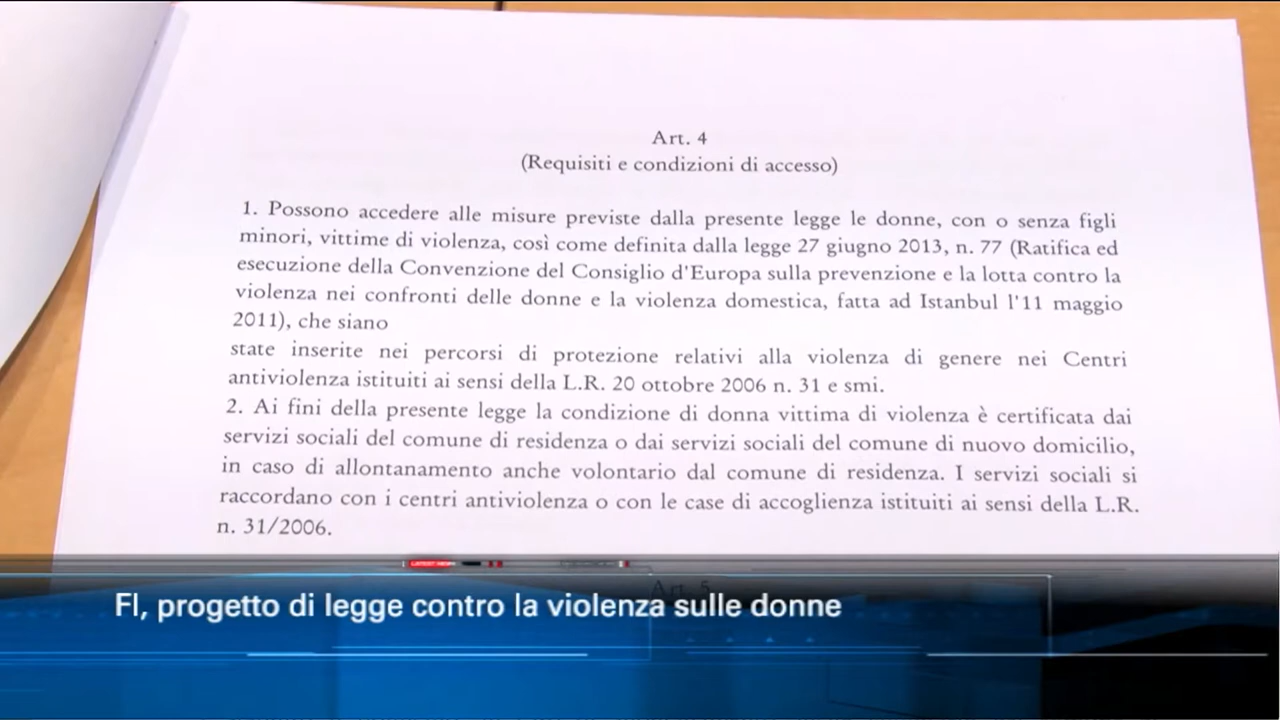 Art. 4
(Requisiti e condizioni di accesso)
1. Possono accedere alle misure previste dalla presente legge le donne, con o senza figli
minori, vittime di violenza, così come definita dalla legge 27 giugno 2013, n. 77 (Ratifica ed
esecuzione della Convenzione del Consiglio d'Europa sulla prevenzione e la lotta contro la
violenza nei confronti delle donne e la violenza domestica, fatta ad Istanbul l'11 maggio
2011), che siano
state inserite nei percorsi di protezione relativi alla violenza di genere nei Centri
antiviolenza istituiti ai sensi della L.R. 20 ottobre 2006 n. 31 e smi.
2. Ai fini della presente legge la condizione di donna vittima di violenza è certificata dai
servizi sociali del comune di residenza o dai servizi sociali del comune di nuovo domicilio,
in caso di allontanamento anche volontario dal comune di residenza. I servizi sociali si
raccordano con i centri antiviolenza o con le case di accoglienza istituiti ai sensi della L.R.
n. 31/2006.
LATEST NEWS
Art. 5
FI, progetto di legge contro la violenza sulle donne